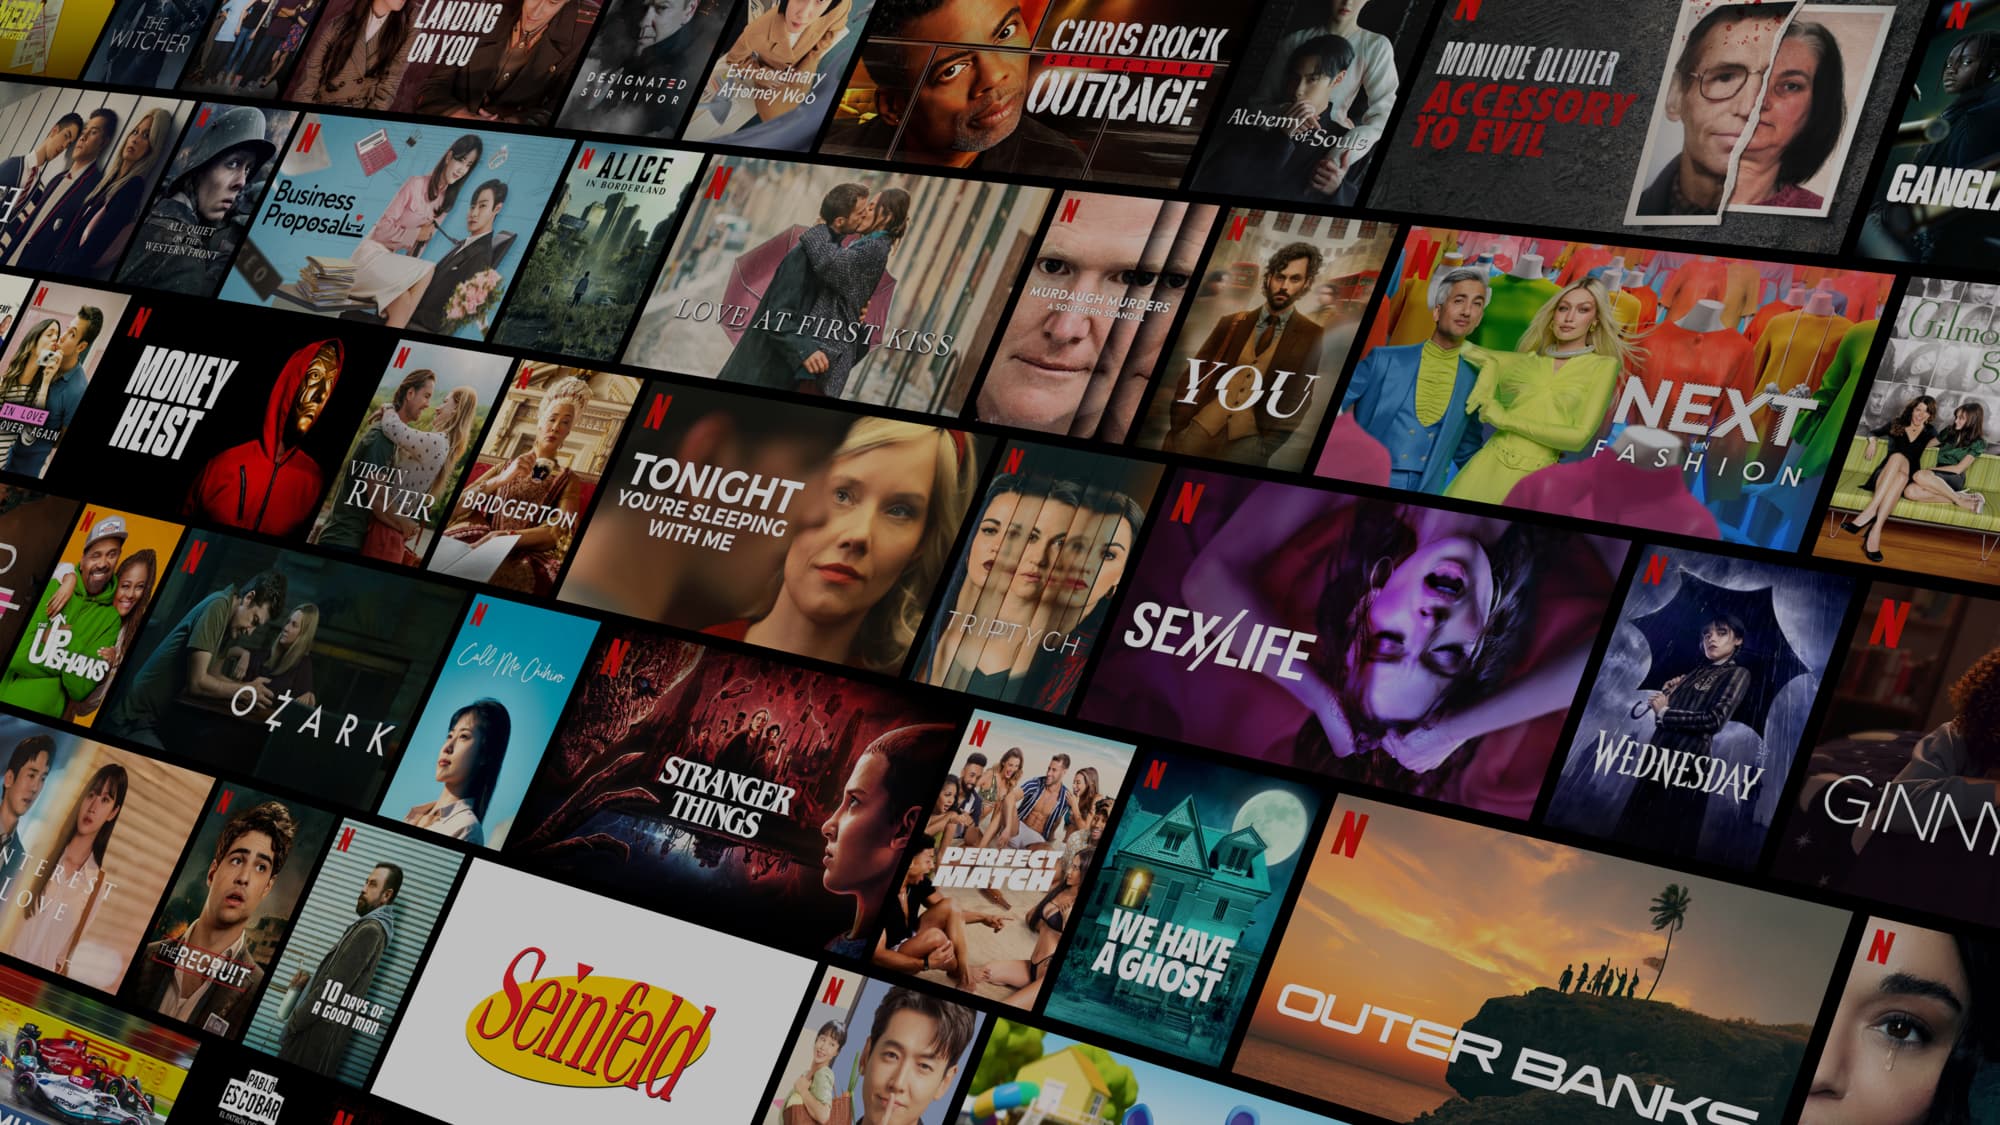 THE
WITCHER
LANDING
ON YOU
DESIGNATED
SURVIVOR
Extraordinary
Attorney Woo
CHRIS ROCK
SELECTIVE
OUTRAGE
Alchemy
of Souls
MONIQUE OLIVIER
ACCESSORY
TO EVIL
GANGL
ALL QUIET
ON THE
WESTERN FRONT
Business
Proposal
ALICE
IN BORDERLAND
LOVE AT FIRST KISS
MURDAUGH MURDERS
A SOUTHERN SCANDAL
YOU
NEXT
IN
FASHION
Gilmo
g
IN LOVE
OVER AGAIN
MONEY
HEIST
VIRGIN
RIVER
BRIDGERTON
TONIGHT
YOU'RE SLEEPING
WITH ME
TRIPTYCH
SEX/LIFE
WEDNESDAY
GINNY
THE
UPSHAWS
OZARK
Call Me Chihiro
STRANGER
THINGS
PERFECT
MATCH
WE HAVE
A GHOST
OUTER BANKS
NTEREST
LOVE
THE RECRUIT
10 DAYS OF
A GOOD MAN
Seinfeld
PABLO
ESCOBAR